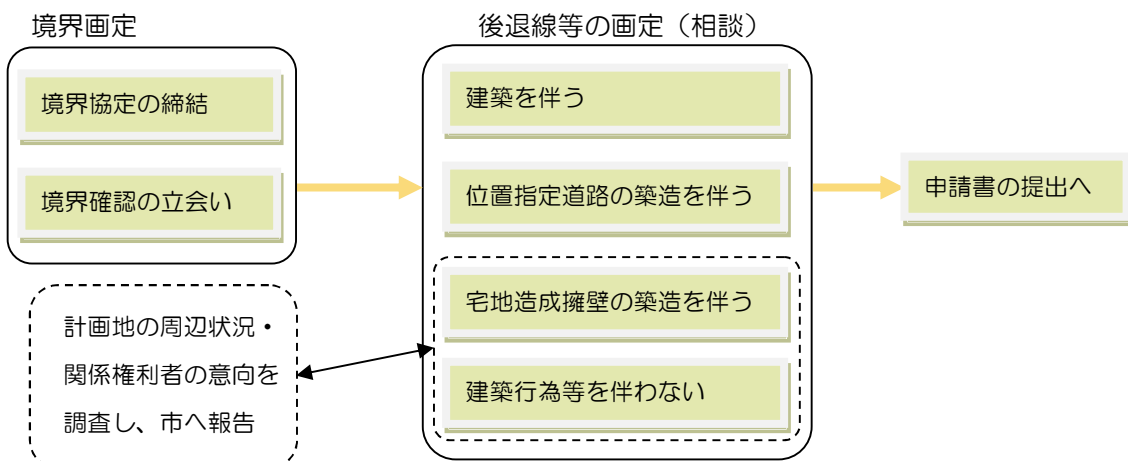 境界画定
境界協定の締結
境界確認の立会い
計画地の周辺状況・
関係権利者の意向を
調査し、市へ報告
後退線等の画定（相談）
建築を伴う
位置指定道路の築造を伴う
宅地造成擁壁の築造を伴う
建築行為等を伴わない
申請書の提出へ